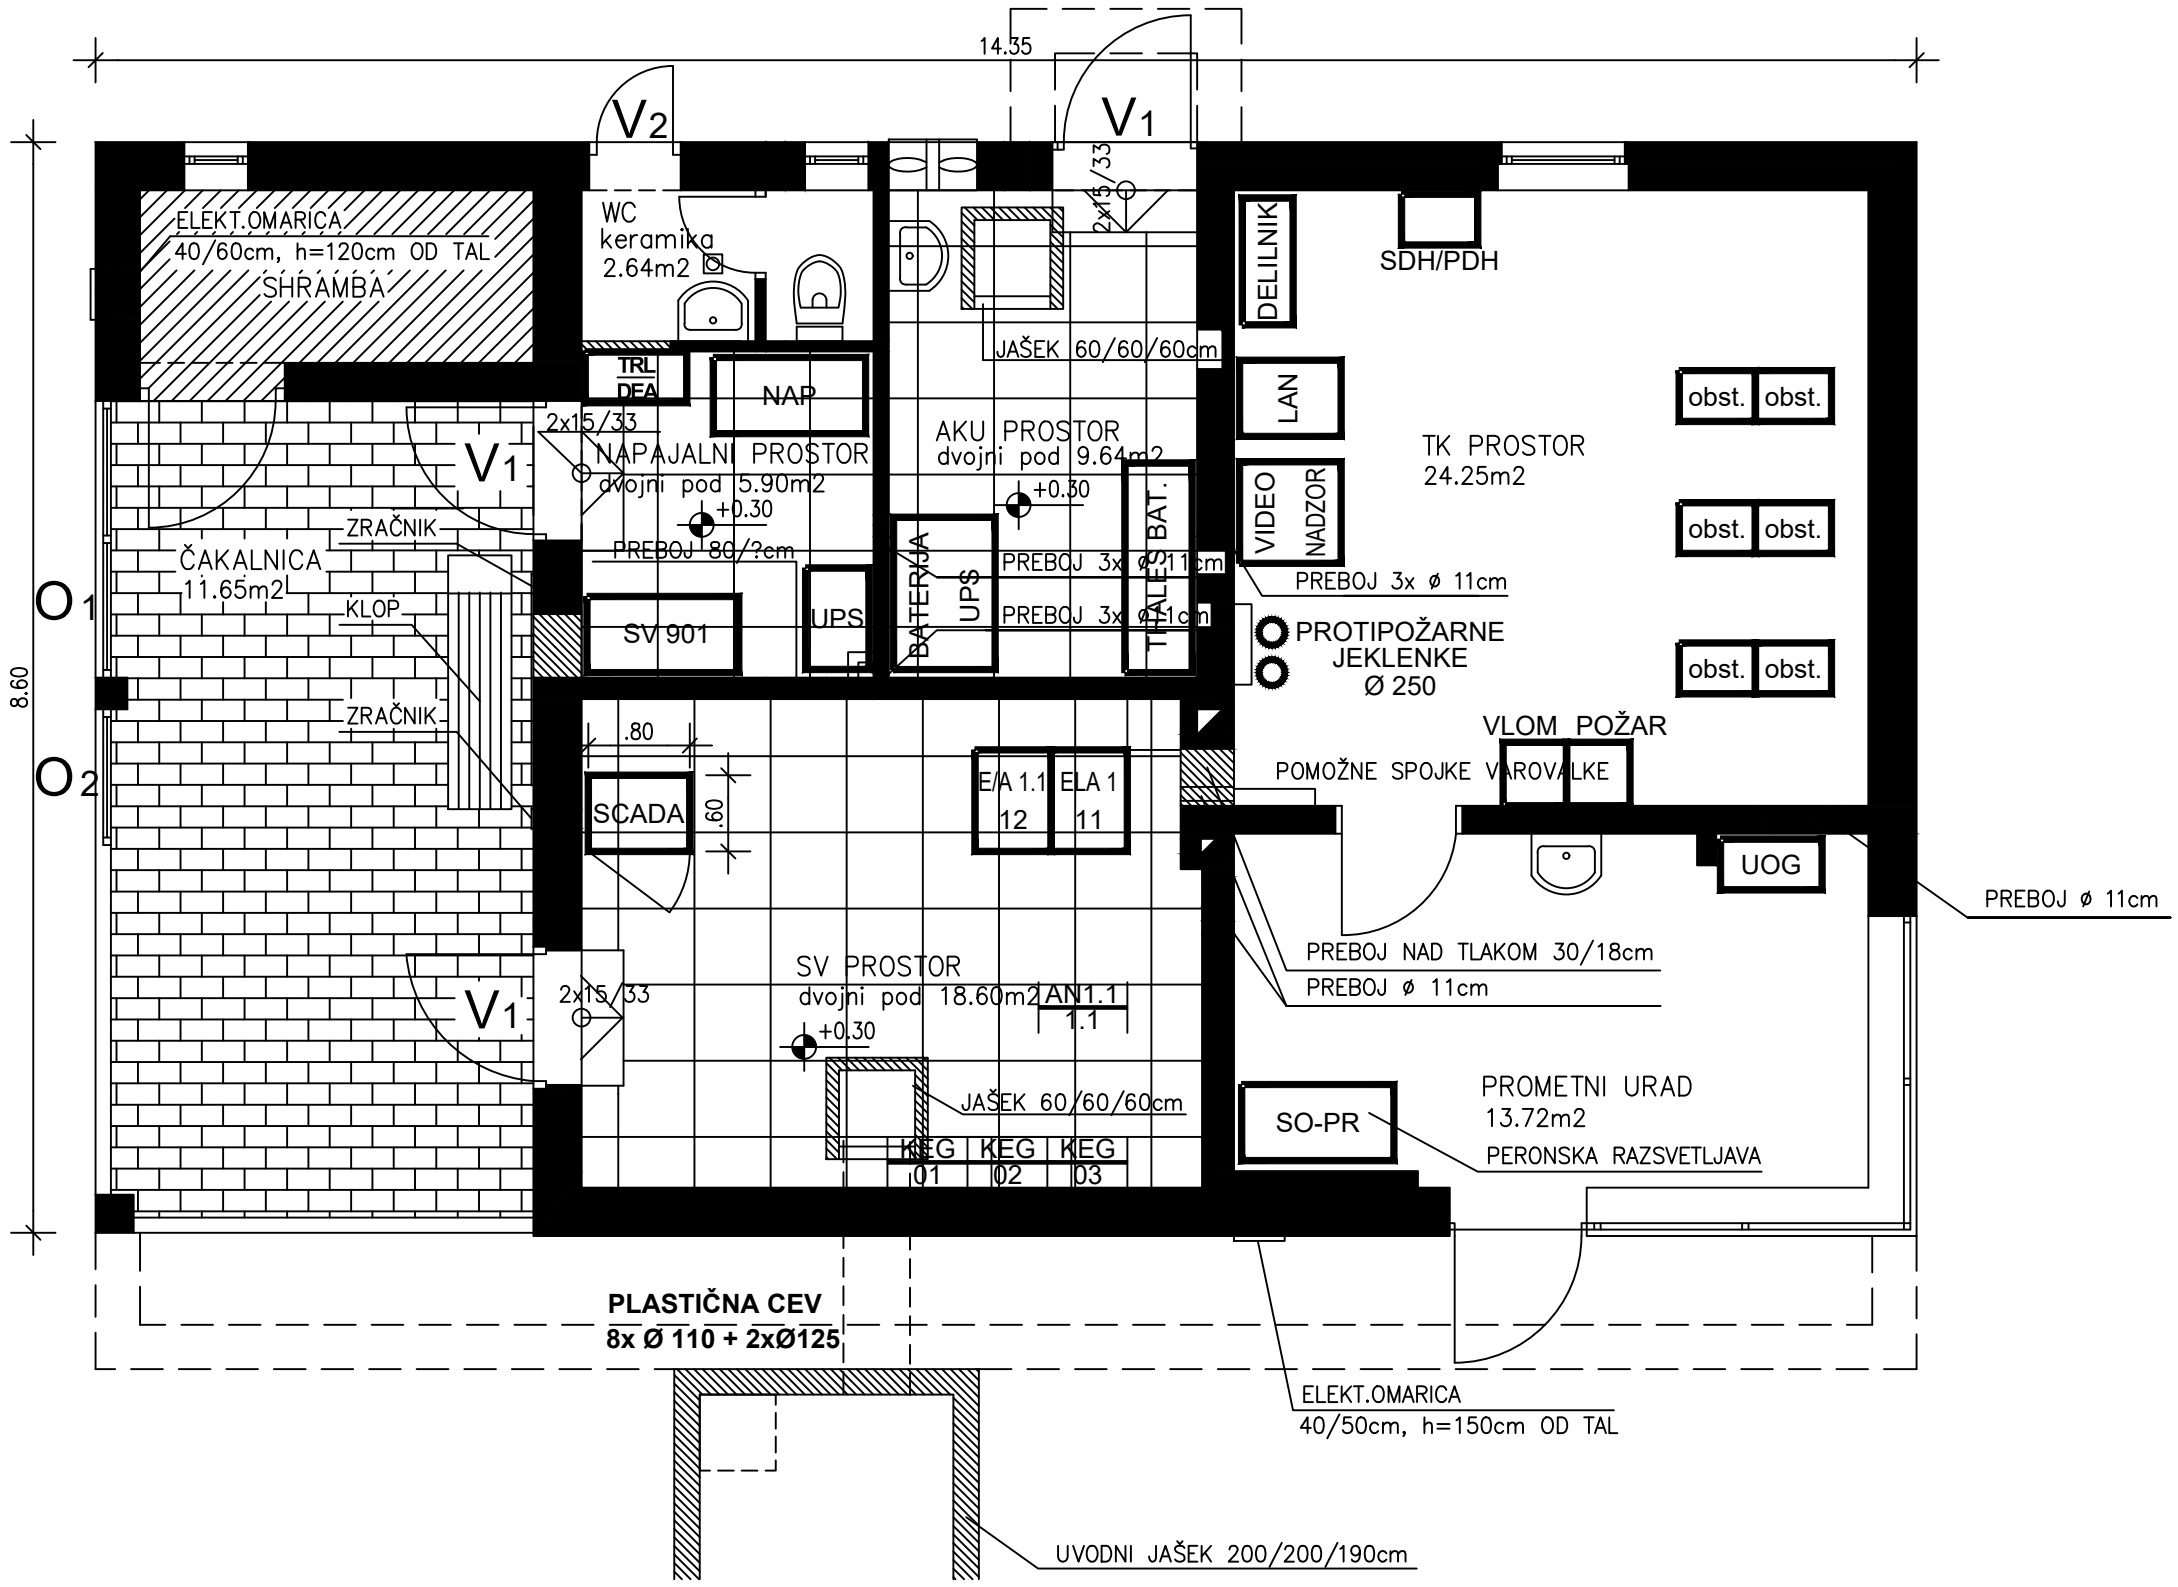 14.35
V2
V1
2x15/33
ELEKT.OMARICA
40/60cm, h=120cm OD TAL
SHRAMBA
WC
keramika
2.64m2
JAŠEK 60/60/60cm
DELILNIK
SDH/PDH
LAN
TRL
DEA
NAP
2x15/33
V1
NAPAJALNI PROSTOR
dvojni pod 5.90m2
+0.30
PREBOJ 80/?cm
AKU PROSTOR
dvojni pod 9.64m2
+0.30
TK PROSTOR
24.25m2
obst. obst.
obst. obst.
obst. obst.
VIDEO
NADZOR
ZRAČNIK
ČAKALNICA
11.65m2
KLOP
ZRAČNIK
O1
O2
8.60
SV 901
UPS
BATERIJA
UPS
THALES BAT.
PREBOJ 3x ø 11cm
PREBOJ 3x ø 11cm
PREBOJ 3x ø 11cm
PROTIPOŽARNE
JEKLENKE
Ø 250
VLOM POŽAR
POMOŽNE SPOJKE VAROVALKE
.80
.60
SCADA
E/A 1.1
12
ELA 1
11
UOG
PREBOJ ø 11cm
PREBOJ NAD TLAKOM 30/18cm
PREBOJ ø 11cm
V1
2x15/33
SV PROSTOR
dvojni pod 18.60m2
+0.30
AN1.1
1.1
JAŠEK 60/60/60cm
KEG KEG KEG
01 02 03
SO-PR
PROMETNI URAD
13.72m2
PERONSKA RAZSVETLJAVA
PLASTIČNA CEV
8x Ø 110 + 2xØ125
ELEKT.OMARICA
40/50cm, h=150cm OD TAL
UVODNI JAŠEK 200/200/190cm